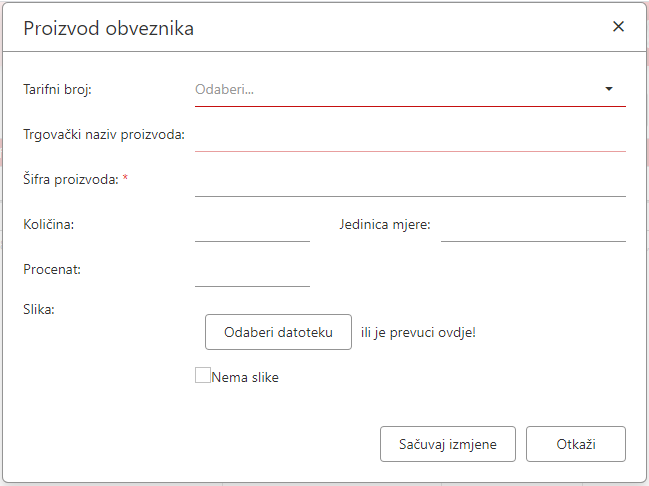 Proizvod obveznika
Tarifni broj: Odaberi...
Trgovački naziv proizvoda:
Šifra proizvoda: *
Količina: Jedinica mjere:
Procenat:
Slika:
Odaberi datoteku ili je prevuci ovdje!
Nema slike
Sačuvaj izmjene Otkaži